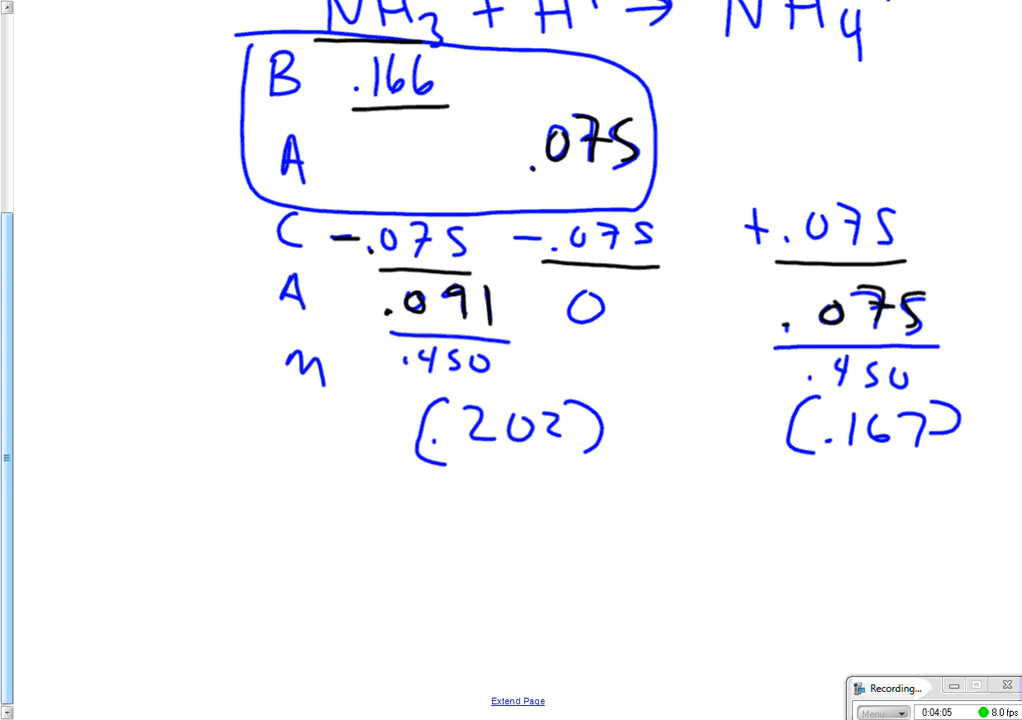 NH3 + H+ → NH4+
B .166
A .075
C -.075 -.075 +.075
A .091 0 .075
M .450 .450
(.202) (.167)
Extend Page
Recording...
Menu 0:04:05 8.0 fps